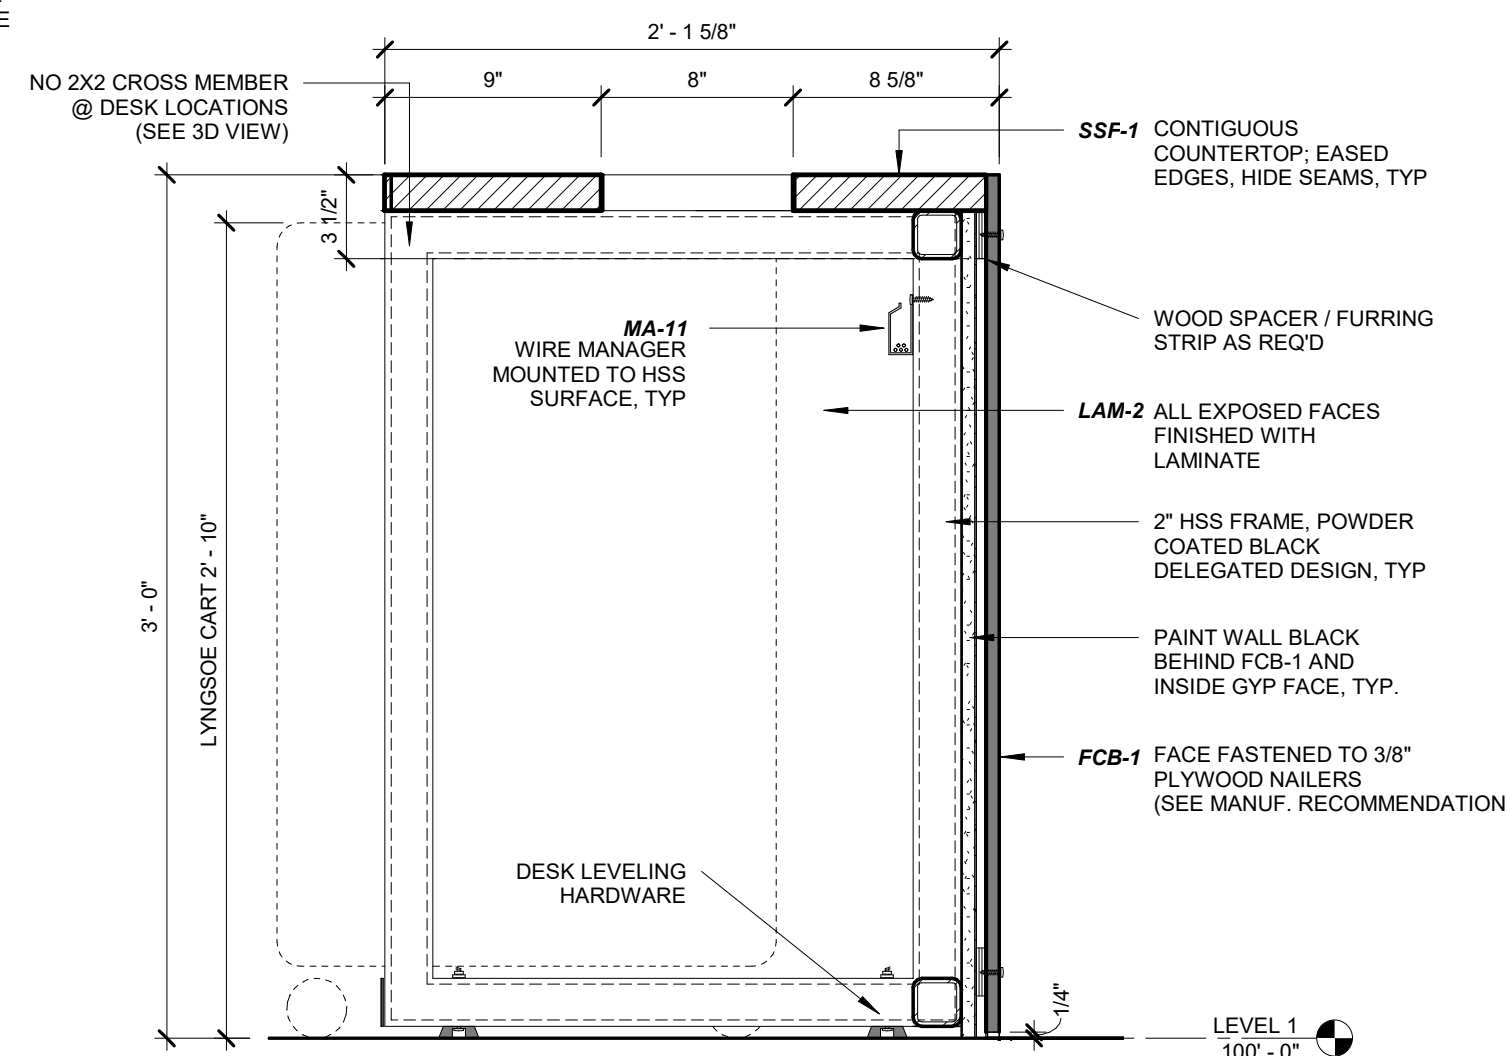 E
2' - 1 5/8"
9"
8"
8 5/8"
NO 2X2 CROSS MEMBER
@ DESK LOCATIONS
(SEE 3D VIEW)
SSF-1 CONTIGUOUS
COUNTERTOP; EASED
EDGES, HIDE SEAMS, TYP
3 1/2"
WOOD SPACER / FURRING
STRIP AS REQ'D
MA-11
WIRE MANAGER
MOUNTED TO HSS
SURFACE, TYP
LAM-2 ALL EXPOSED FACES
FINISHED WITH
LAMINATE
2" HSS FRAME, POWDER
COATED BLACK
DELEGATED DESIGN, TYP
3' - 0"
LYNGSOE CART 2' - 10"
PAINT WALL BLACK
BEHIND FCB-1 AND
INSIDE GYP FACE, TYP.
FCB-1 FACE FASTENED TO 3/8"
PLYWOOD NAILERS
(SEE MANUF. RECOMMENDATION
DESK LEVELING
HARDWARE
1/4"
LEVEL 1
100' - 0"